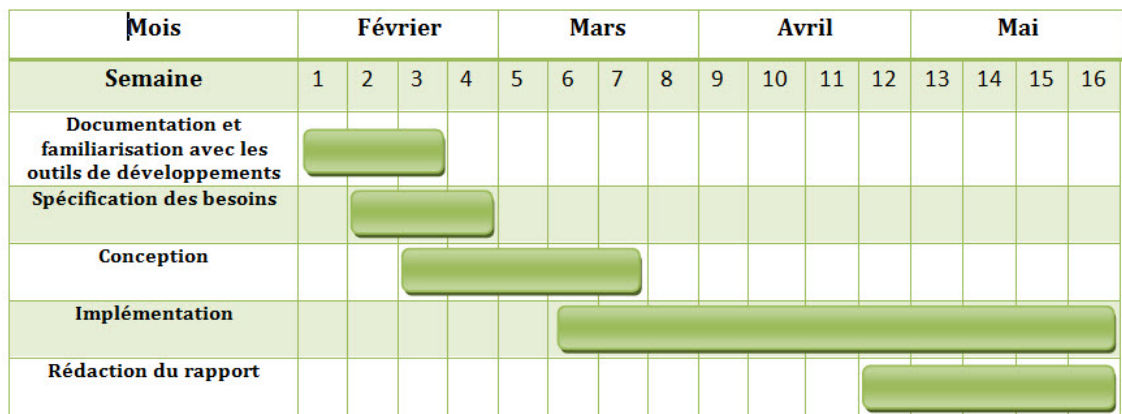 Mois Février Mars Avril Mai
Semaine 1 2 3 4 5 6 7 8 9 10 11 12 13 14 15 16
Documentation et
familiarisation avec les
outils de développements
Spécification des besoins
Conception
Implémentation
Rédaction du rapport